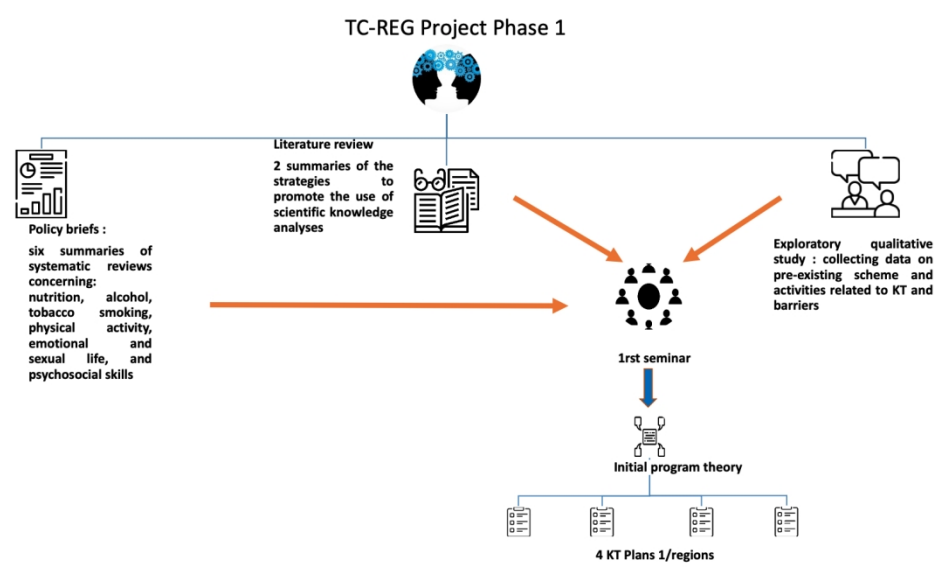 TC-REG Project Phase 1
Literature review
2 summaries of the
strategies to
promote the use of
scientific knowledge
analyses
Policy briefs :
six summaries of
systematic reviews
concerning:
nutrition, alcohol,
tobacco smoking,
physical activity,
emotional and
sexual life, and
psychosocial skills
Exploratory qualitative
study : collecting data on
pre-existing scheme and
activities related to KT and
barriers
1rst seminar
Initial program theory
4 KT Plans 1/regions